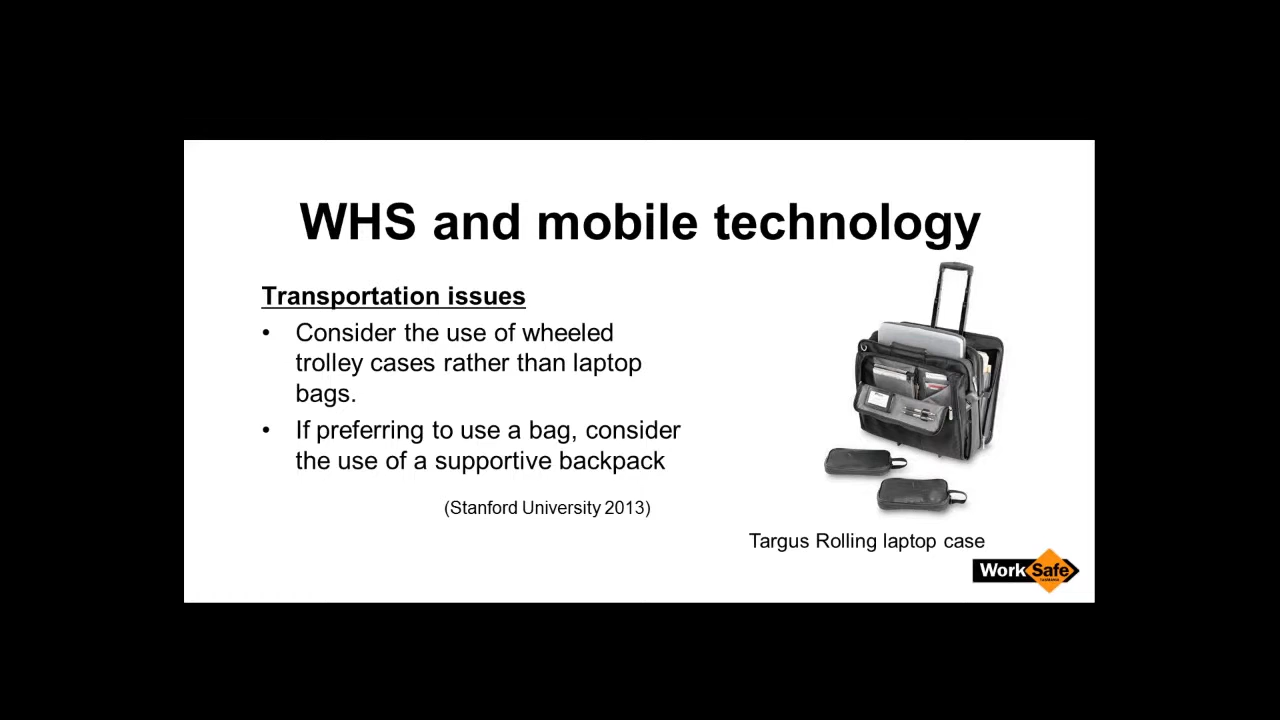 WHS and mobile technology
Transportation issues
• Consider the use of wheeled
trolley cases rather than laptop
bags.
• If preferring to use a bag, consider
the use of a supportive backpack
(Stanford University 2013)
Targus Rolling laptop case
WorkSafe
TASMANIA